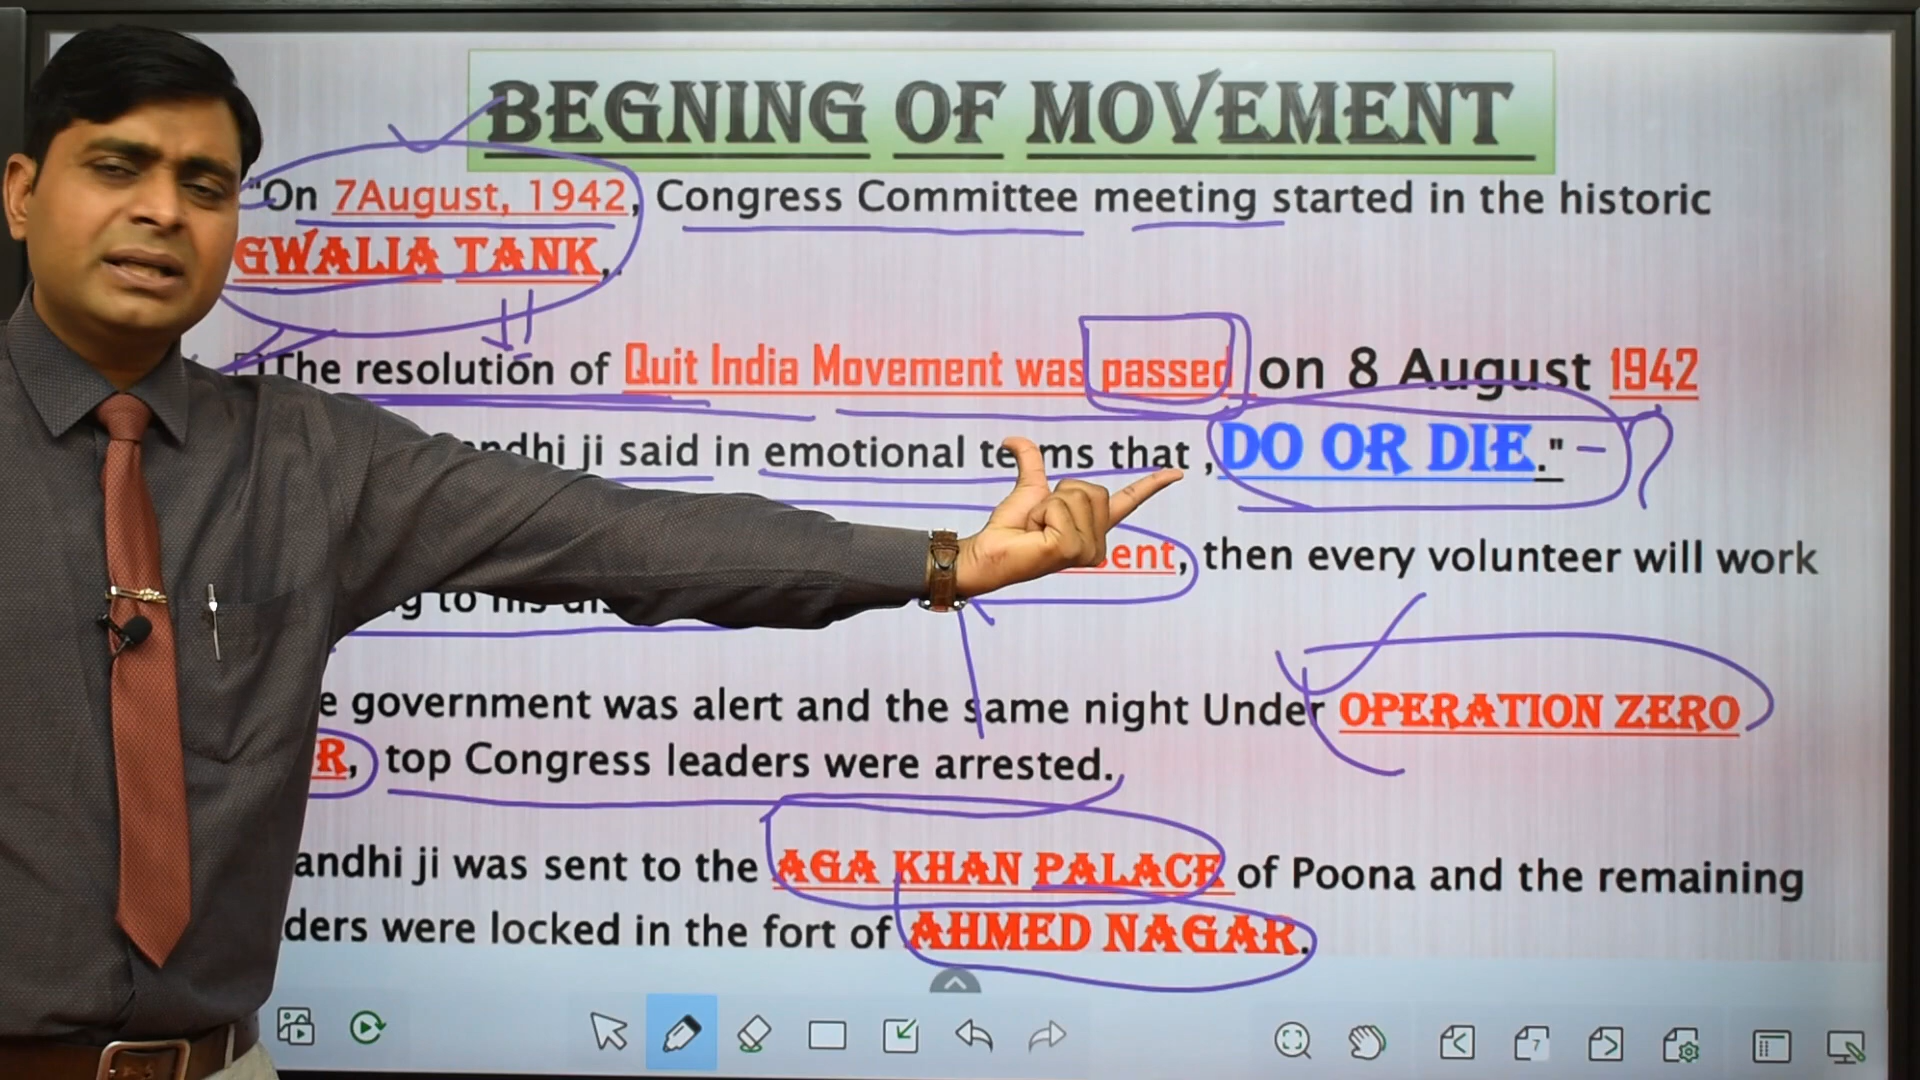 BEGNING OF MOVEMENT
"On 7August, 1942, Congress Committee meeting started in the historic
GWALIA TANK,.
The resolution of Quit India Movement was passed on 8 August 1942
ji said in emotional terms that ,DO OR DIE."
then every volunteer will work
to his
government was alert and the same night Under OPERATION ZERO
R, top Congress leaders were arrested.
andhi ji was sent to the AGA KHAN PALACE of Poona and the remaining
ders were locked in the fort of AHMED NAGAR.
7